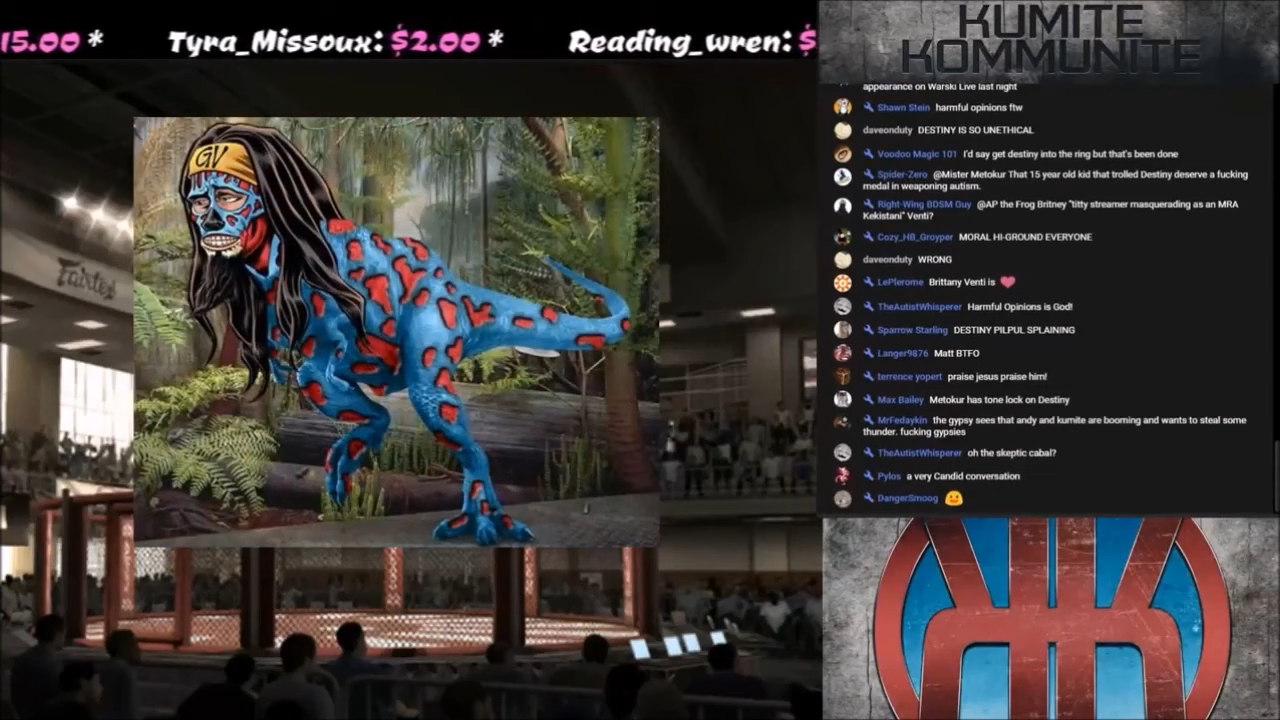 15.00 * Tyra_Missoux: $2.00 * Reading_wren: $
KUMITE
KOMMUNITE
appearance on Warski Live last night
Shawn Stein harmful opinions ftw
daveonduty DESTINY IS SO UNETHICAL
Voodoo Magic 101 I'd say get destiny into the ring but that's been done
Spider-Zero @Mister Metokur That 15 year old kid that trolled Destiny deserve a fucking
medal in weaponing autism.
Right-Wing BDSM Guy @AP the Frog Britney "titty streamer masquerading as an MRA
Kekistani" Venti?
Cozy_HB_Groyper MORAL HI-GROUND EVERYONE
daveonduty WRONG
LePlerome Brittany Venti is ❤
TheAutistWhisperer Harmful Opinions is God!
Sparrow Starling DESTINY PILPUL SPLAINING
Langer9876 Matt BTFO
terrence yopert praise jesus praise him!
Max Bailey Metokur has tone lock on Destiny
MrFedaykin the gypsy sees that andy and kumite are booming and wants to steal some
thunder. fucking gypsies
TheAutistWhisperer oh the skeptic cabal?
Pylos a very Candid conversation
DangerSmoog
GV
Fairtex
KK